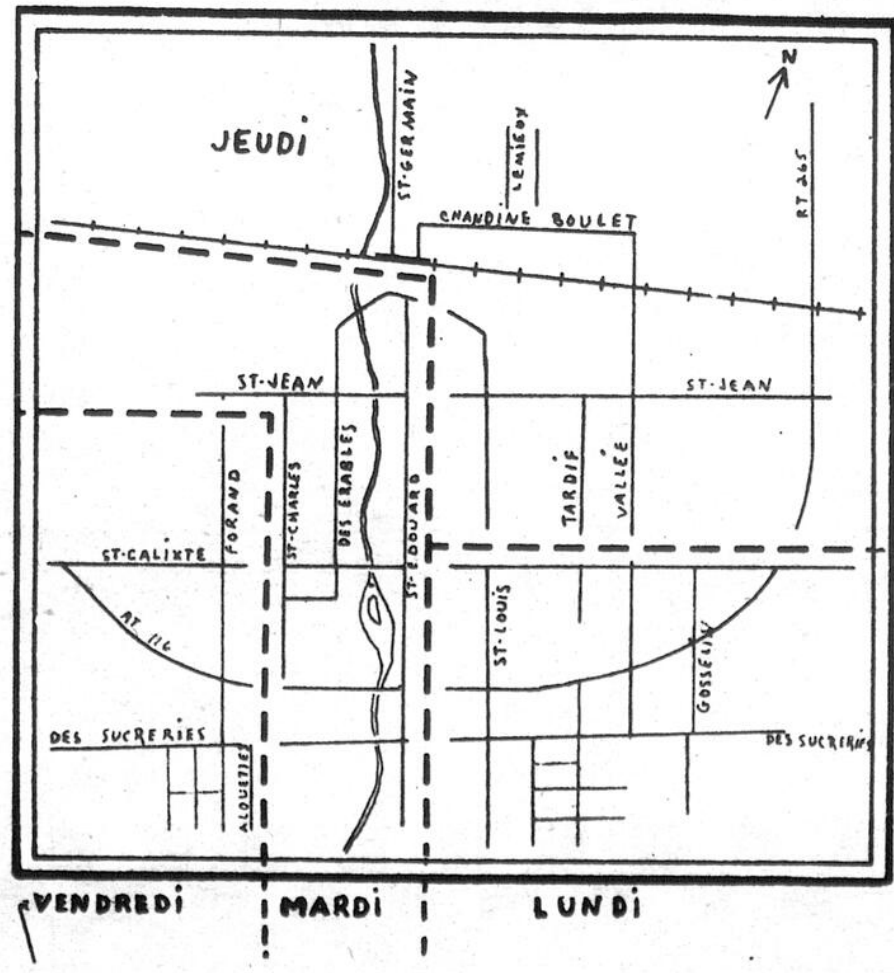 N
JEUDI
ST-GERMAIN
LEMIEUX
CHANDINE BOULET
RT 265
ST-JEAN
ST-JEAN
FORAND
ST-CHARLES
DES ERABLES
ST-EDOUARD
TARDIF
VALLÉE
ST-CALIXTE
RT 116
ST-LOUIS
GOSSELIN
DES SUCRERIES
DES SUCRERIES
ALOUETTES
VENDREDI MARDI LUNDI